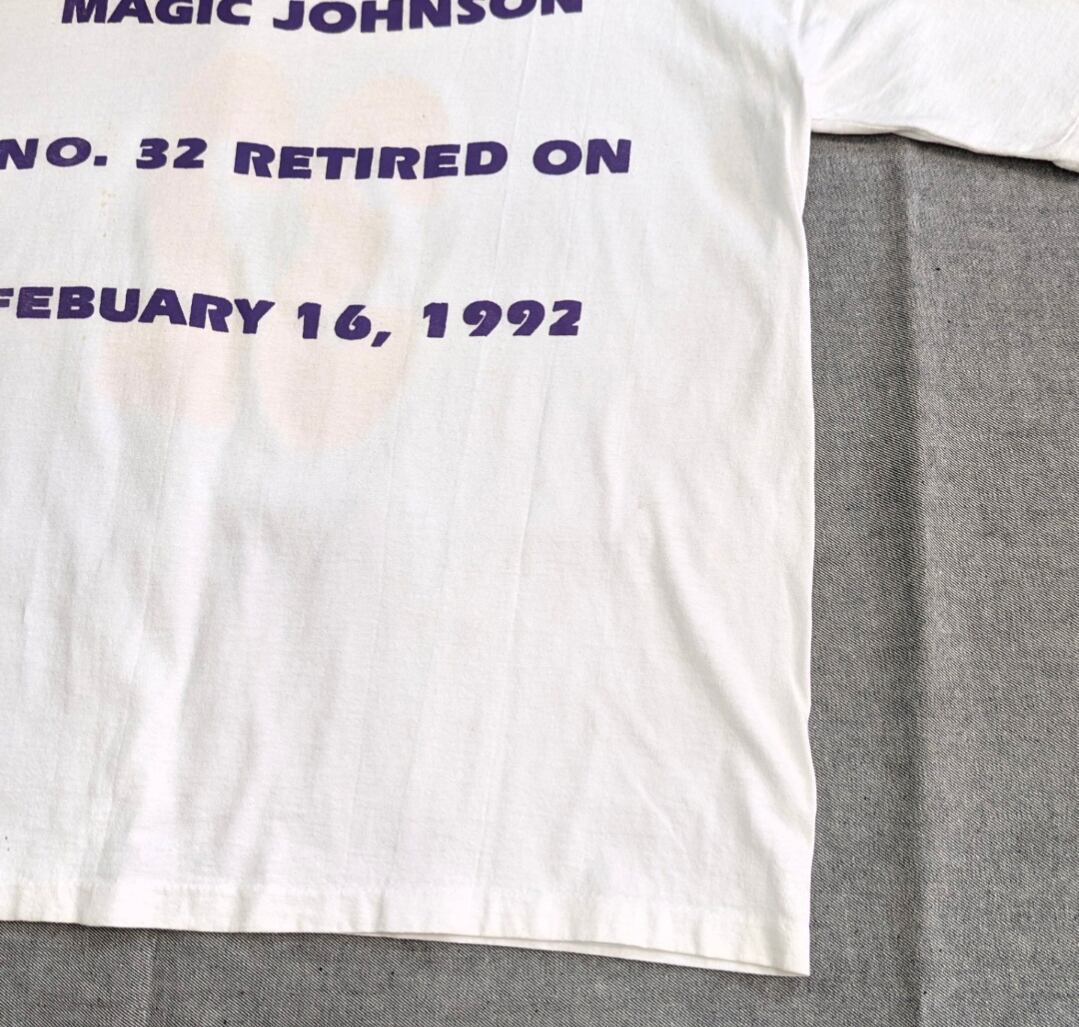 MAGIC JOHNSON
NO. 32 RETIRED ON
FEBUARY 16, 1992